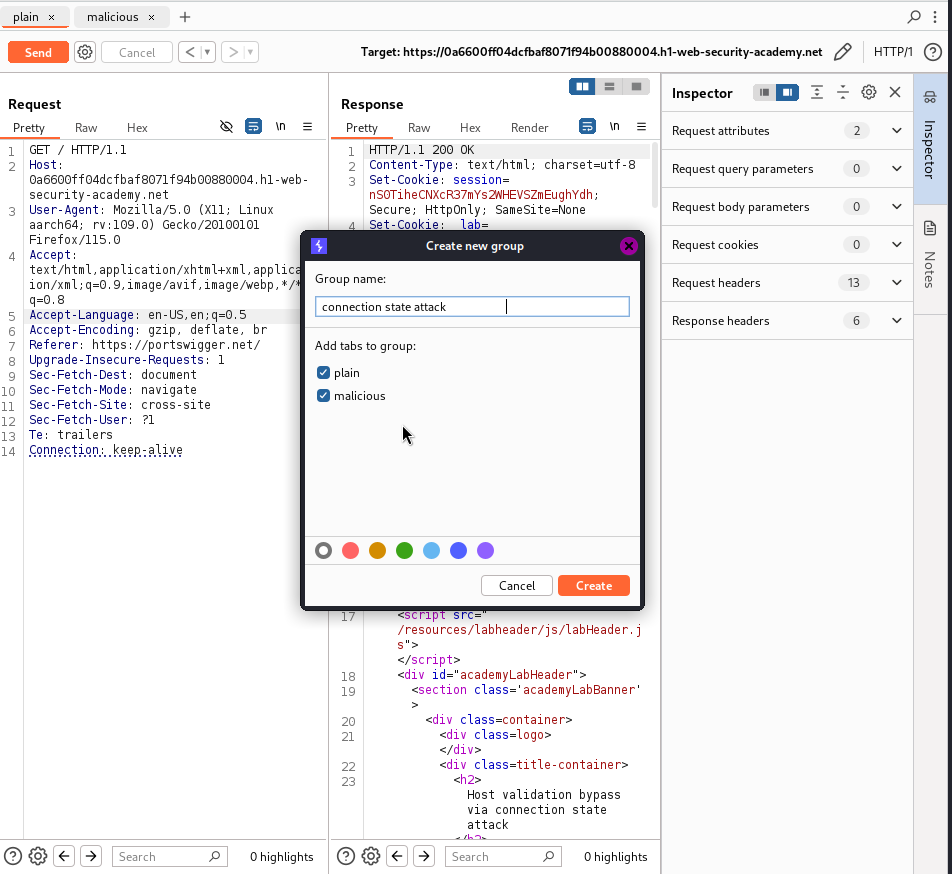 plain ×
malicious ×
+
Send
Cancel
< ▾
> ▾
Target: https://0a6600ff04dcfbaf8071f94b00880004.h1-web-security-academy.net
HTTP/1
?
Request
Pretty
Raw
Hex
\n
1 GET / HTTP/1.1
2 Host:
0a6600ff04dcfbaf8071f94b00880004.h1-web-
security-academy.net
3 User-Agent: Mozilla/5.0 (X11; Linux
aarch64; rv:109.0) Gecko/20100101
Firefox/115.0
4 Accept:
text/html,application/xhtml+xml,applica
ion/xml;q=0.9,image/avif,image/webp,*/*
q=0.8
5 Accept-Language: en-US,en;q=0.5
6 Accept-Encoding: gzip, deflate, br
7 Referer: https://portswigger.net/
8 Upgrade-Insecure-Requests: 1
9 Sec-Fetch-Dest: document
10 Sec-Fetch-Mode: navigate
11 Sec-Fetch-Site: cross-site
12 Sec-Fetch-User: ?1
13 Te: trailers
14 Connection: keep-alive
Search
0 highlights
Response
Pretty
Raw
Hex
Render
\n
1 HTTP/1.1 200 OK
2 Content-Type: text/html; charset=utf-8
3 Set-Cookie: session=
nS0TiheCNXcR37mYs2WHEVSZmEughYdh;
Secure; HttpOnly; SameSite=None
4 Set-Cookie: _lab=
Create new group
Group name:
connection state attack
Add tabs to group:
plain
malicious
Cancel
Create
17 <script src="
/resources/labheader/js/labHeader.j
s">
</script>
18 <div id="academyLabHeader">
19 <section class='academyLabBanner'
>
20 <div class=container>
21 <div class=logo>
</div>
22 <div class=title-container>
23 <h2>
Host validation bypass
via connection state
attack
</h2>
Search
0 highlights
Inspector
Request attributes 2
Request query parameters 0
Request body parameters 0
Request cookies 0
Request headers 13
Response headers 6
Inspector
Notes